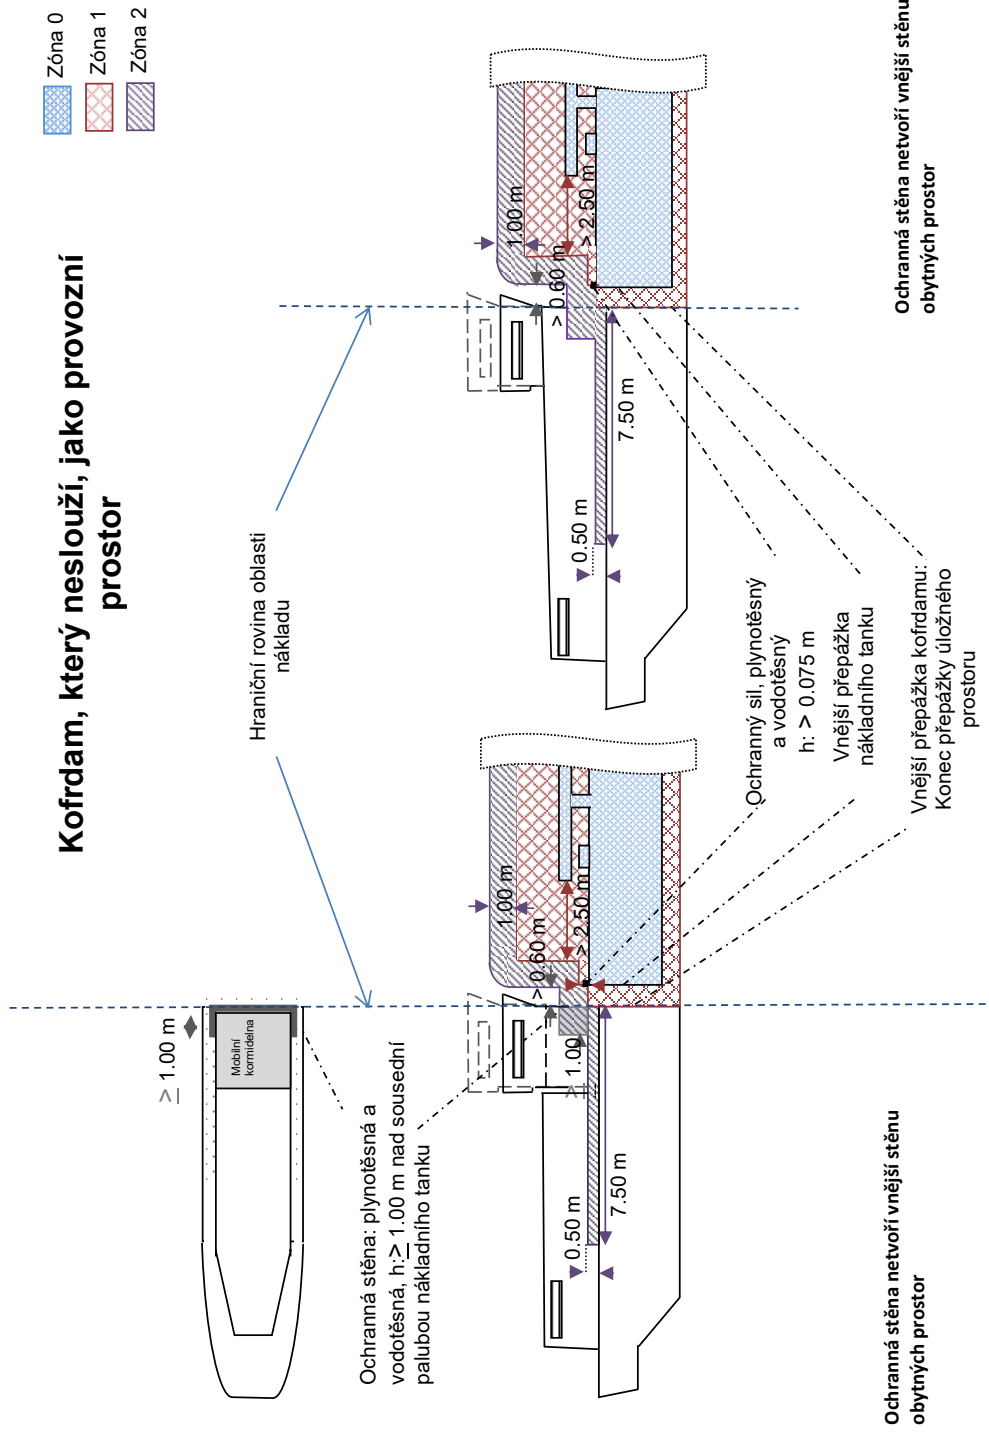 Kofrdam, který neslouží, jako provozní
prostor
Zóna 0
Zóna 1
Zóna 2
Hraniční rovina oblasti
nákladu
> 1.00 m
Mobilní
kormidelna
Ochranná stěna: plynotěsná a
vodotěsná, h:> 1.00 m nad sousední
palubou nákladního tanku
1.00 m
> 0.60 m
> 2.50 m
> 1.00
0.50 m
7.50 m
1.00 m
> 0.60 m
> 2.50 m
0.50 m
7.50 m
Ochranný sil, plynotěsný
a vodotěsný
h: > 0.075 m
Vnější přepážka
nákladního tanku
Vnější přepážka kofrdamu:
Konec přepážky úložného
prostoru
Ochranná stěna netvoří vnější stěnu
obytných prostor
Ochranná stěna netvoří vnější stěnu
obytných prostor